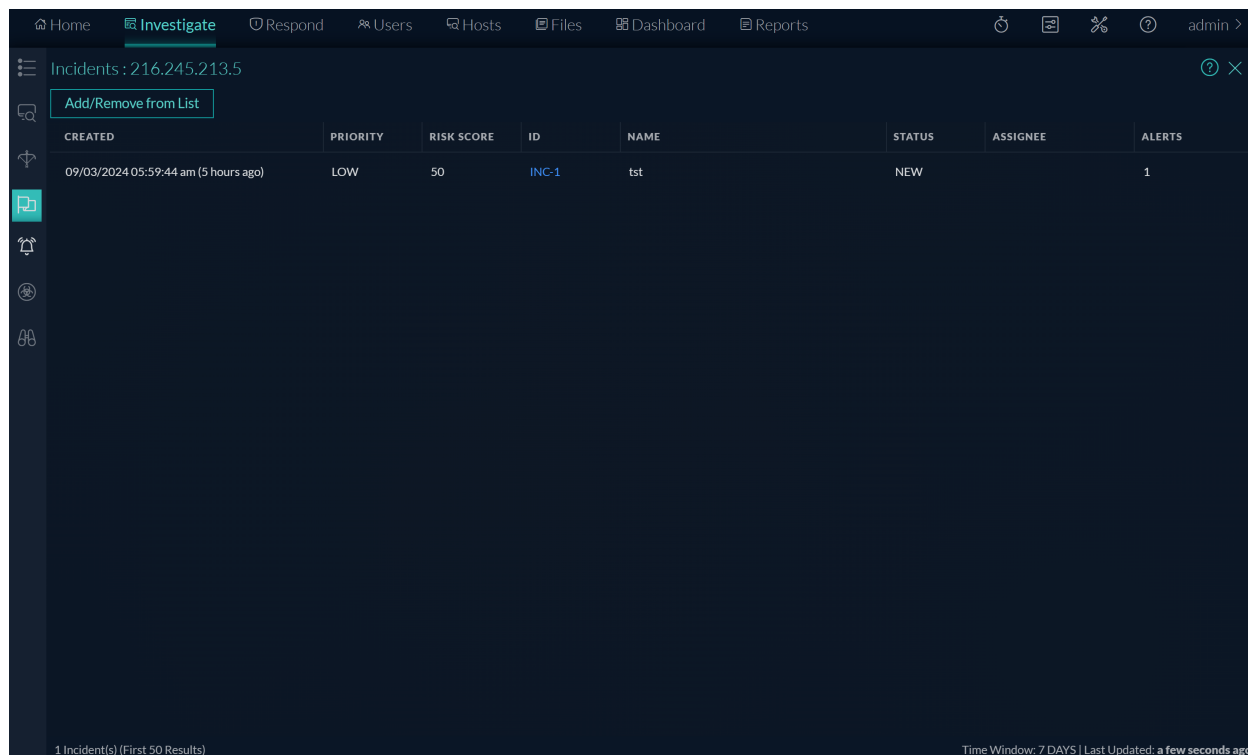 Home Investigate Respond Users Hosts Files Dashboard Reports admin >
Incidents : 216.245.213.5
Add/Remove from List
CREATED PRIORITY RISK SCORE ID NAME STATUS ASSIGNEE ALERTS
09/03/2024 05:59:44 am (5 hours ago) LOW 50 INC-1 tst NEW 1
1 Incident(s) (First 50 Results) Time Window: 7 DAYS | Last Updated: a few seconds ago